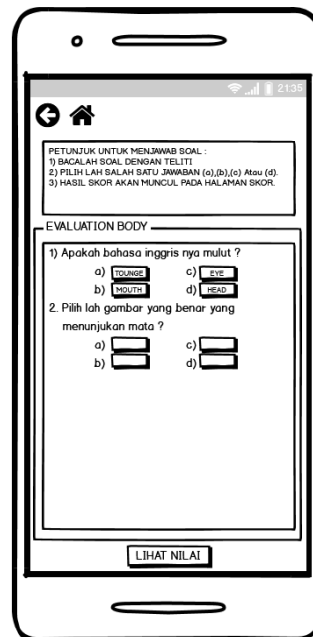 21:35
PETUNJUK UNTUK MENJAWAB SOAL :
1) BACALAH SOAL DENGAN TELITI
2) PILIH LAH SALAH SATU JAWABAN (a),(b),(c) Atau (d).
3) HASIL SKOR AKAN MUNCUL PADA HALAMAN SKOR.
EVALUATION BODY
1) Apakah bahasa inggris nya mulut ?
a) TOUNGE c) EYE
b) MOUTH d) HEAD
2. Pilih lah gambar yang benar yang
menunjukan mata ?
a) c)
b) d)
LIHAT NILAI